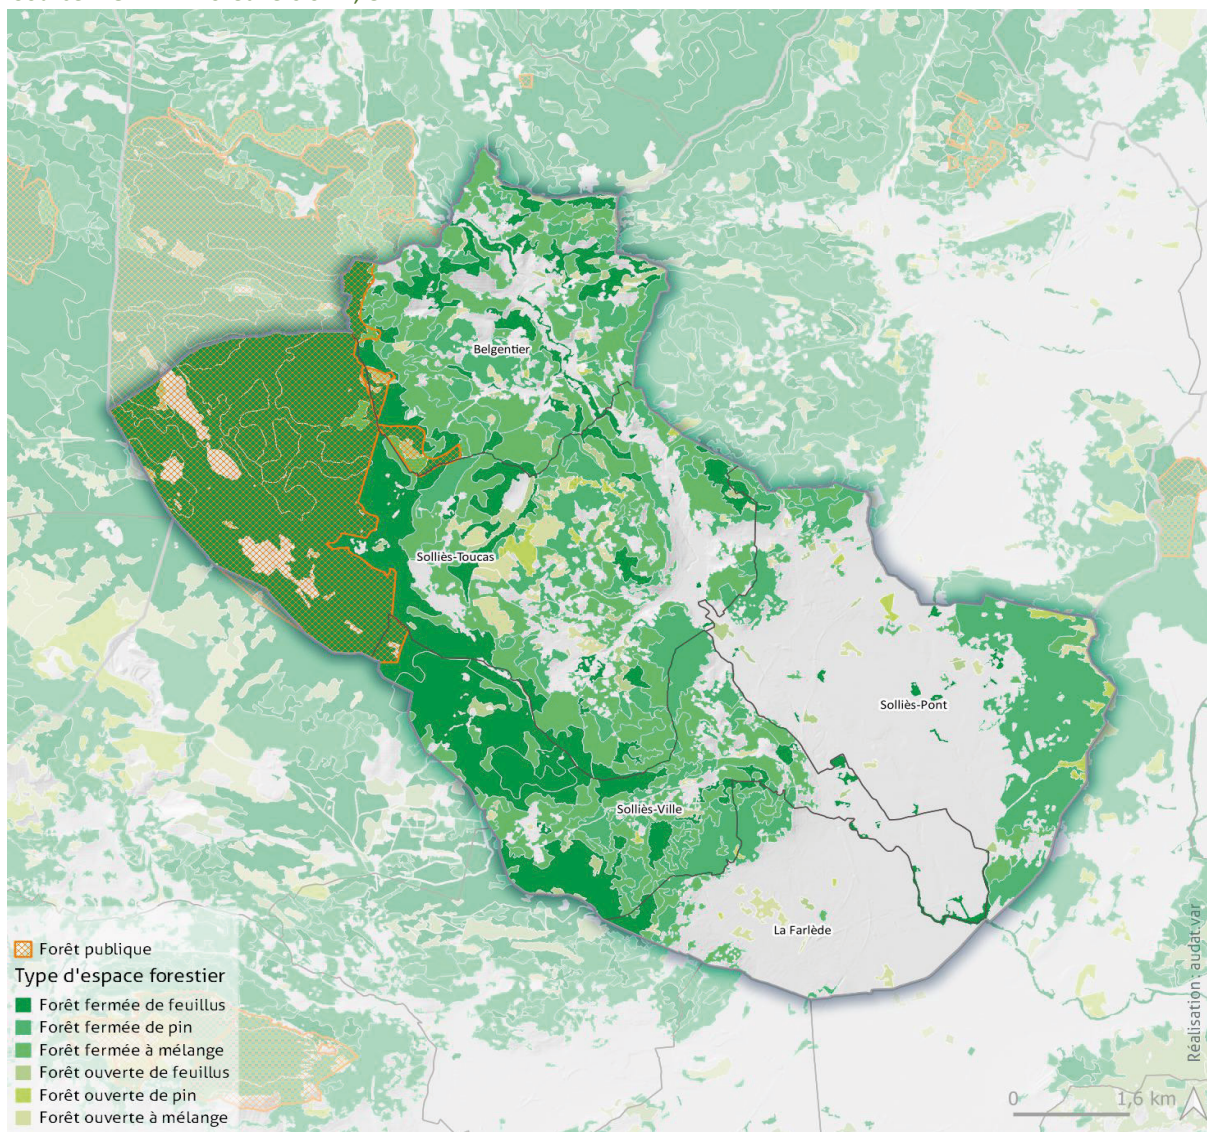 Belgentier
Solliès-Toucas
Solliès-Pont
Solliès-Ville
La Farlède
Forêt publique
Type d'espace forestier
Forêt fermée de feuillus
Forêt fermée de pin
Forêt fermée à mélange
Forêt ouverte de feuillus
Forêt ouverte de pin
Forêt ouverte à mélange
0 1,6 km
Réalisation : audat.var